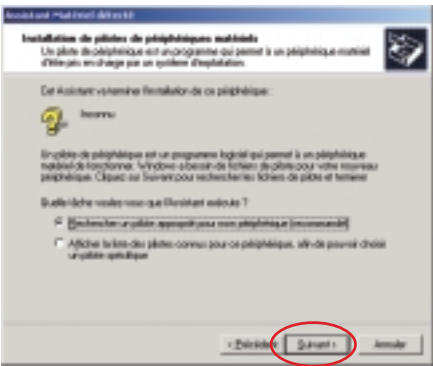 Assistant Matériel détecté
Installation de pilotes de périphériques matériels
Un pilote de périphérique est un programme qui permet à un périphérique matériel
d'être pris en charge par un système d'exploitation.
Cet Assistant va terminer l'installation de ce périphérique :
Inconnu
Un pilote de périphérique est un programme logiciel qui permet à un périphérique
matériel de fonctionner. Windows a besoin de fichiers de pilote pour votre nouveau
périphérique. Cliquez sur Suivant pour rechercher les fichiers de pilote et terminer
Quelle tâche voulez-vous que l'Assistant exécute ?
Rechercher un pilote approprié pour mon périphérique (recommandé)
Afficher la liste des pilotes connus pour ce périphérique, afin de pouvoir choisir
un pilote spécifique
< Précédent Suivant > Annuler